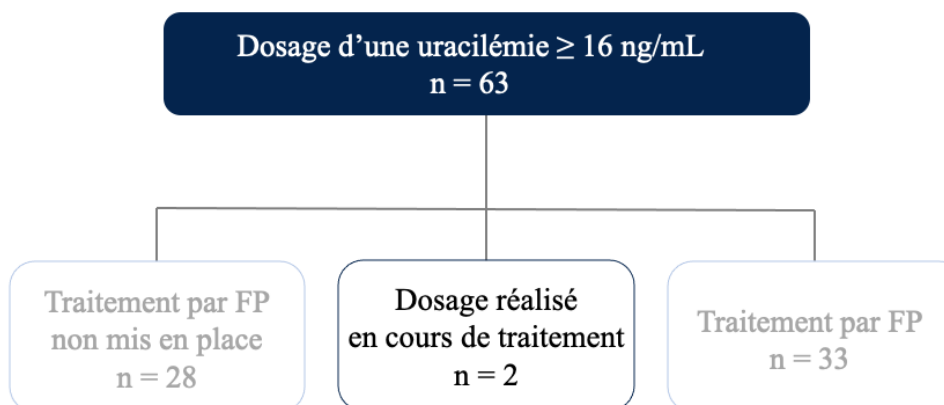 Dosage d’une uracilémie ≥ 16 ng/mL
n = 63
Traitement par FP
non mis en place
n = 28
Dosage réalisé
en cours de traitement
n = 2
Traitement par FP
n = 33